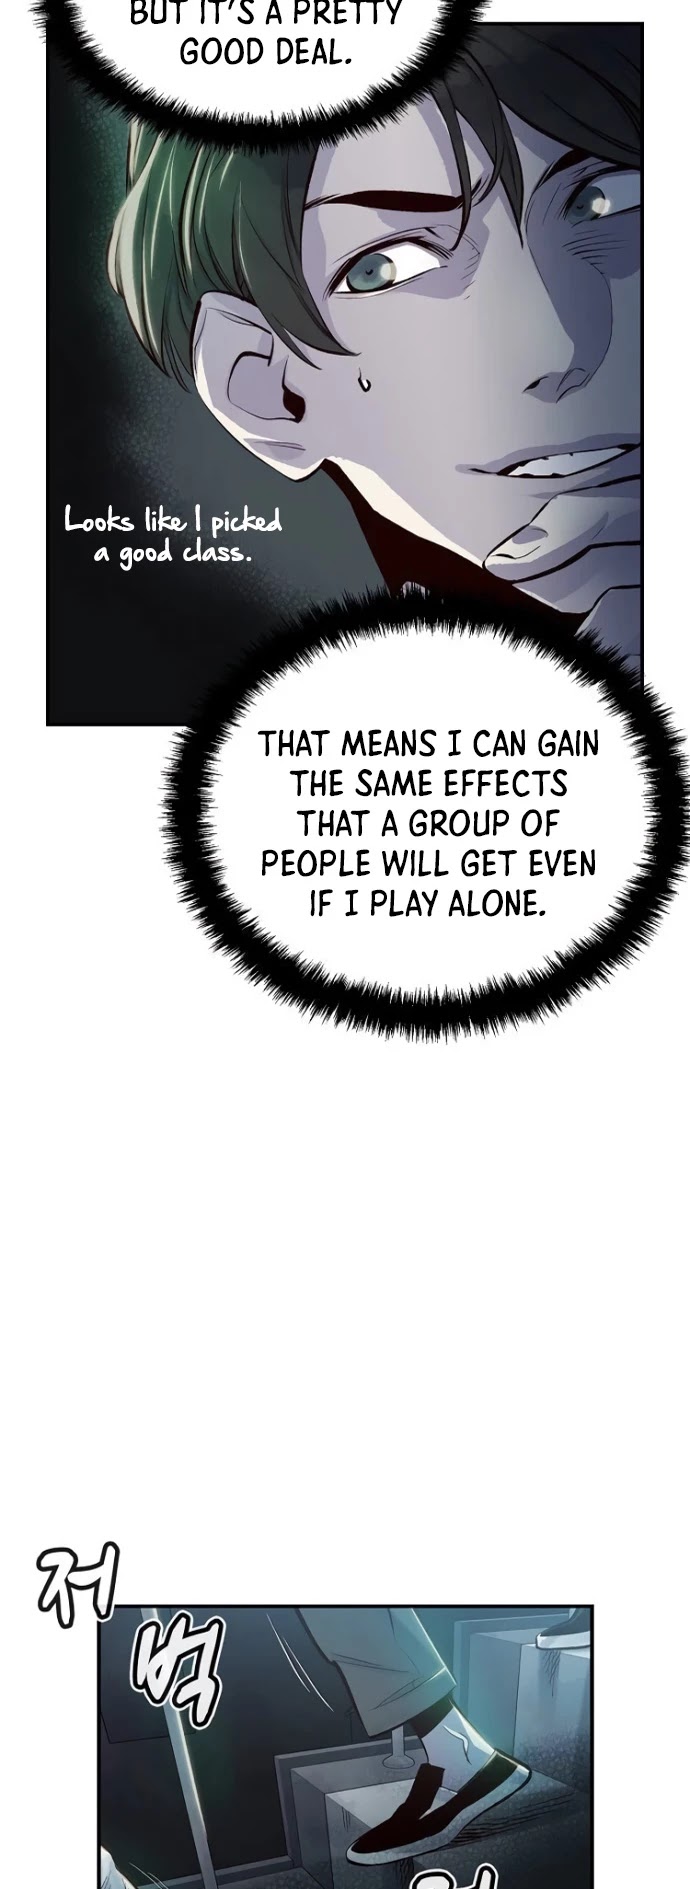 BUT IT'S A PRETTY
GOOD DEAL.
Looks like I picked
a good class.
THAT MEANS I CAN GAIN
THE SAME EFFECTS
THAT A GROUP OF
PEOPLE WILL GET EVEN
IF I PLAY ALONE.
저
벅